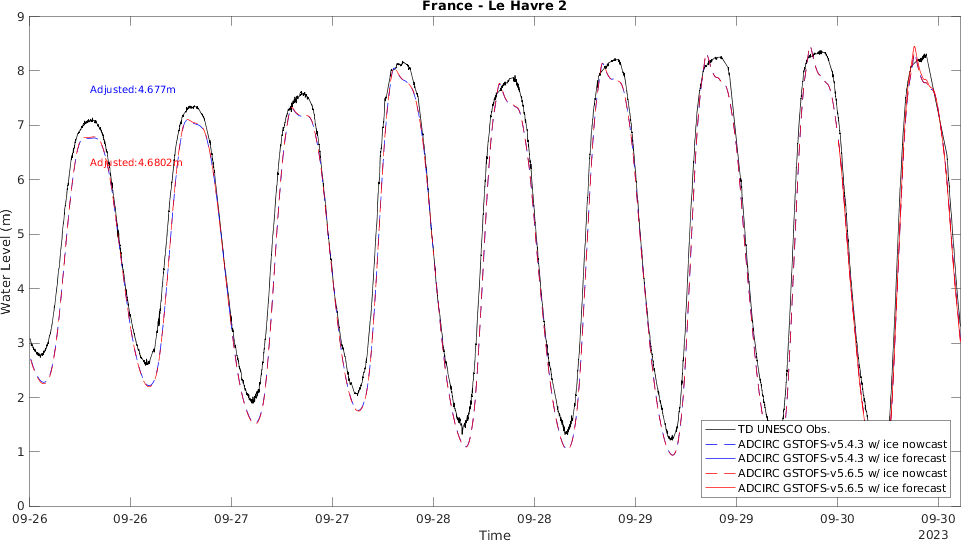 France - Le Havre 2
9
8
7
6
5
4
3
2
1
0
Water Level (m)
Adjusted:4.677m
Adjusted:4.6802m
TD UNESCO Obs.
ADCIRC GSTOFS-v5.4.3 w/ ice nowcast
ADCIRC GSTOFS-v5.4.3 w/ ice forecast
ADCIRC GSTOFS-v5.6.5 w/ ice nowcast
ADCIRC GSTOFS-v5.6.5 w/ ice forecast
09-26 09-26 09-27 09-27 09-28 09-28 09-29 09-29 09-30 09-30
2023
Time